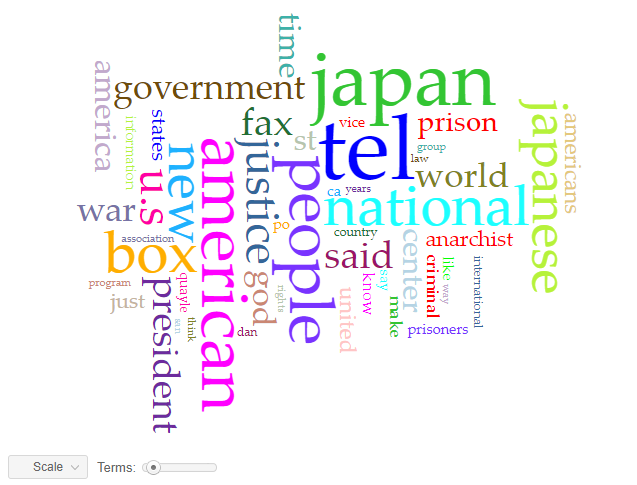 time
japan
america
government
information
states
fax
st
vice
prison
group
law
japanese
americans
tel
new
american
justice
people
u.s
world
ca
years
national
war
po
country
box
association
said
center
anarchist
program
just
president
quayle
san
think
god
rights
dan
united
know
say
make
criminal
like
way
international
prisoners
Scale
Terms: